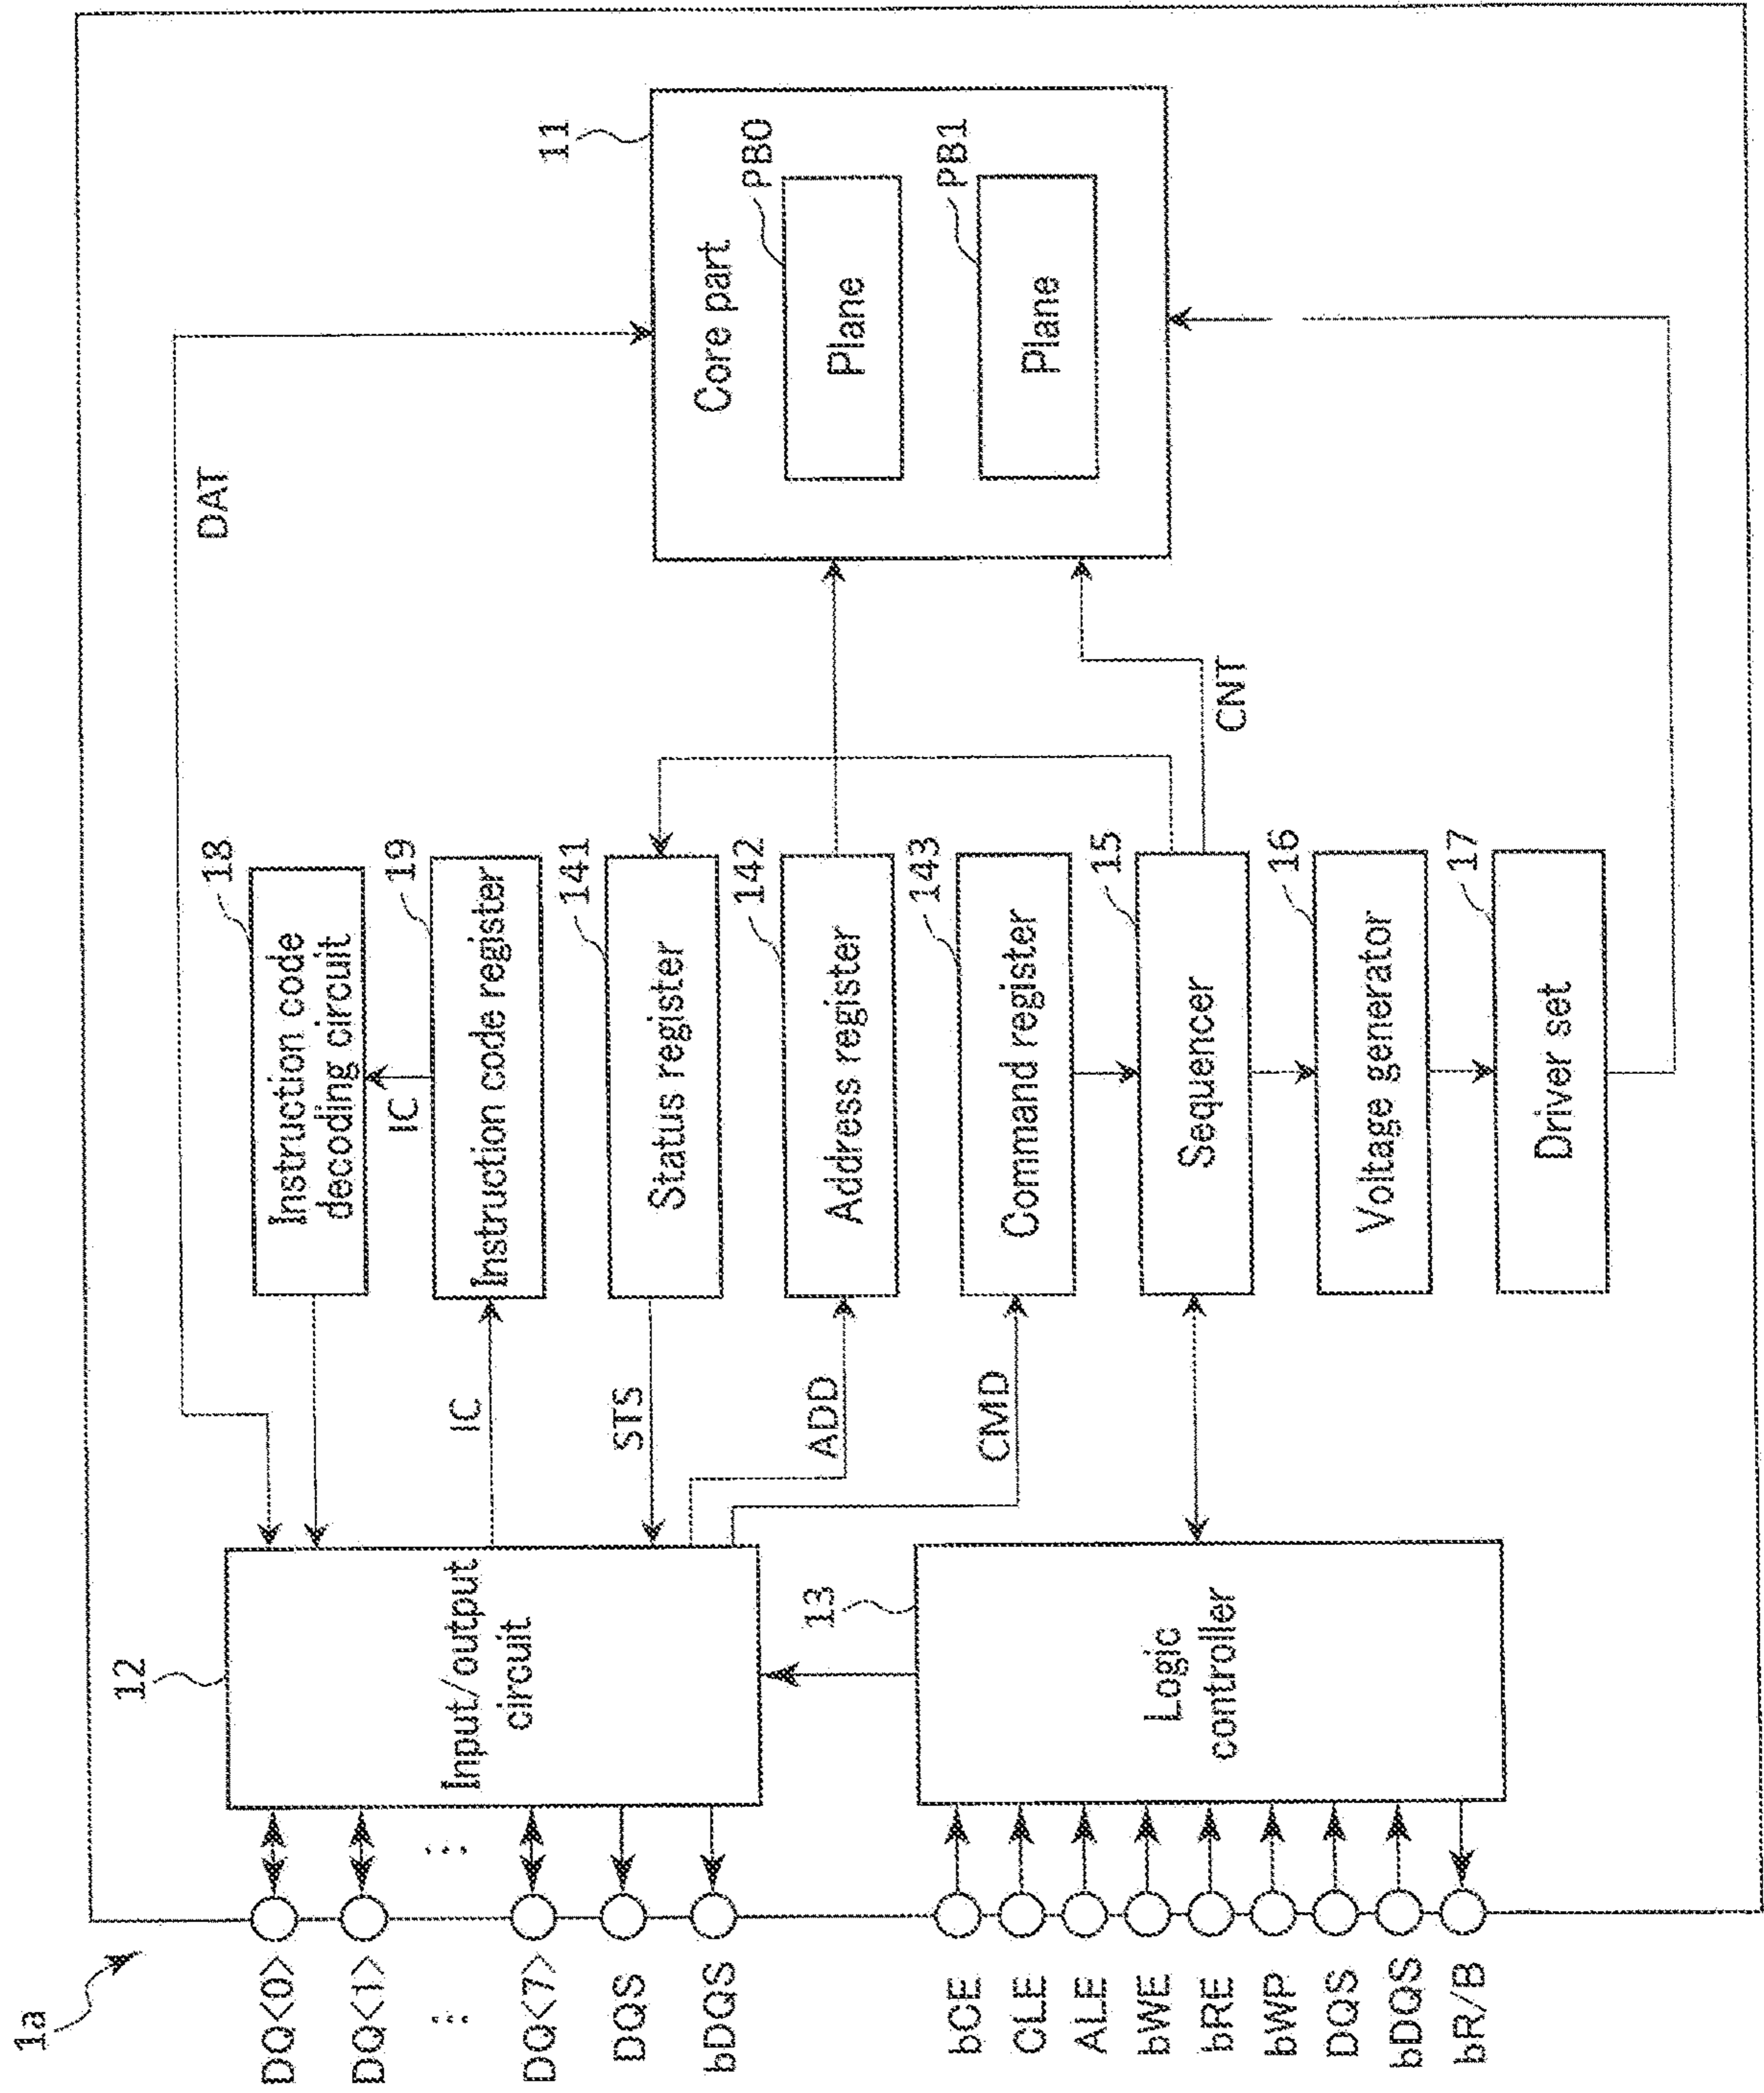 1a
DQ<0>
DQ<1>
...
DQ<7>
DQS
bDQS
bCE
CLE
ALE
bWE
bRE
bWP
DQS
bDQS
bR/B
12
Input/output
circuit
...
13
Logic
controller
DAT
IC
STS
ADD
CMD
18
Instruction code
decoding circuit
IC
19
Instruction code register
141
Status register
142
Address register
143
Command register
15
Sequencer
16
Voltage generator
17
Driver set
CNT
11
Core part
PB0
Plane
PB1
Plane